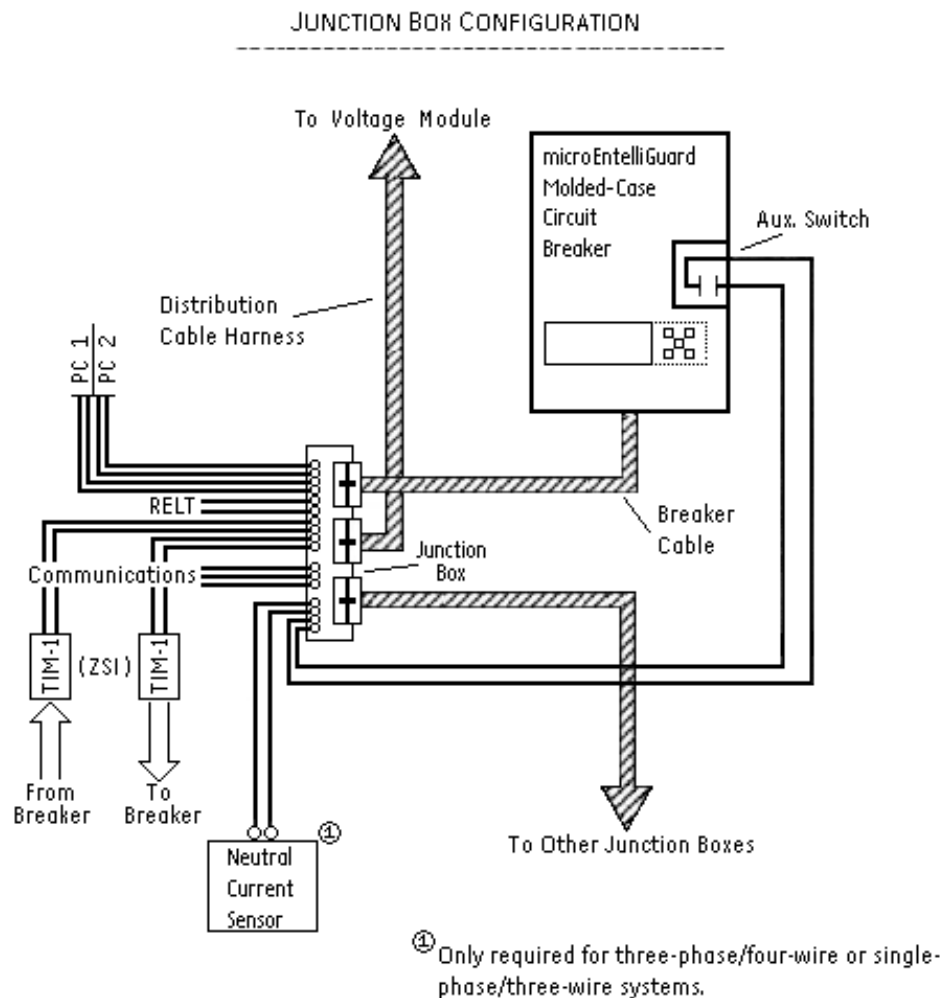 JUNCTION BOX CONFIGURATION
To Voltage Module
microEntelliGuard
Molded-Case
Circuit
Breaker
Aux. Switch
Distribution
Cable Harness
PC 1
PC 2
RELT
Breaker
Cable
Junction
Box
Communications
TIM-1
(ZSI)
TIM-1
From
Breaker
To
Breaker
①
Neutral
Current
Sensor
To Other Junction Boxes
① Only required for three-phase/four-wire or single-
phase/three-wire systems.